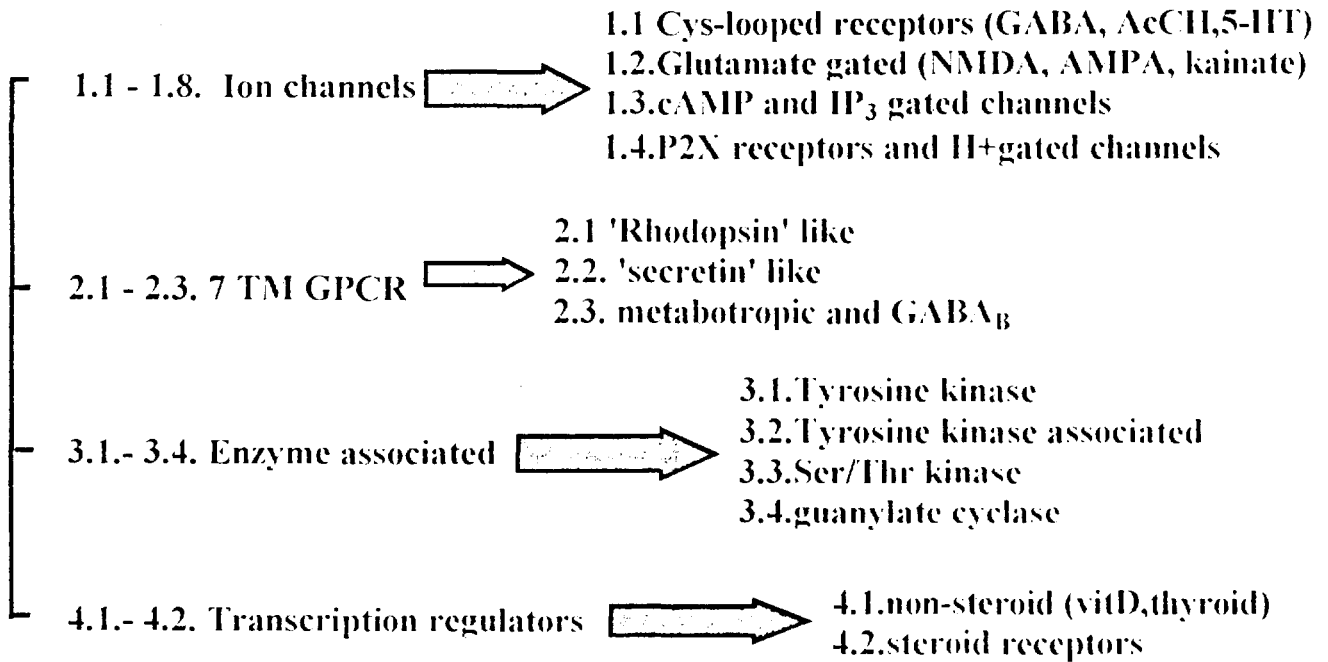 1.1 - 1.8. Ion channels
1.1 Cys-looped receptors (GABA, AcCH,5-HT)
1.2.Glutamate gated (NMDA, AMPA, kainate)
1.3.cAMP and IP₃ gated channels
1.4.P2X receptors and H+gated channels
2.1 - 2.3. 7 TM GPCR
2.1 'Rhodopsin' like
2.2. 'secretin' like
2.3. metabotropic and GABA_B
3.1.- 3.4. Enzyme associated
3.1.Tyrosine kinase
3.2.Tyrosine kinase associated
3.3.Ser/Thr kinase
3.4.guanylate cyclase
4.1.- 4.2. Transcription regulators
4.1.non-steroid (vitD,thyroid)
4.2.steroid receptors